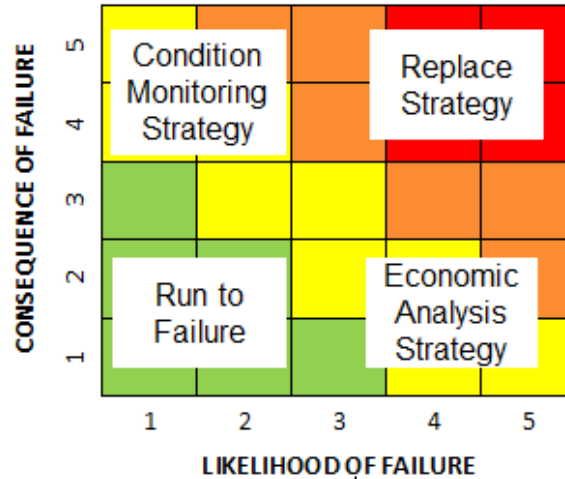 CONSEQUENCE OF FAILURE
5
4
3
2
1
Condition
Monitoring
Strategy
Replace
Strategy
Run to
Failure
Economic
Analysis
Strategy
1 2 3 4 5
LIKELIHOOD OF FAILURE